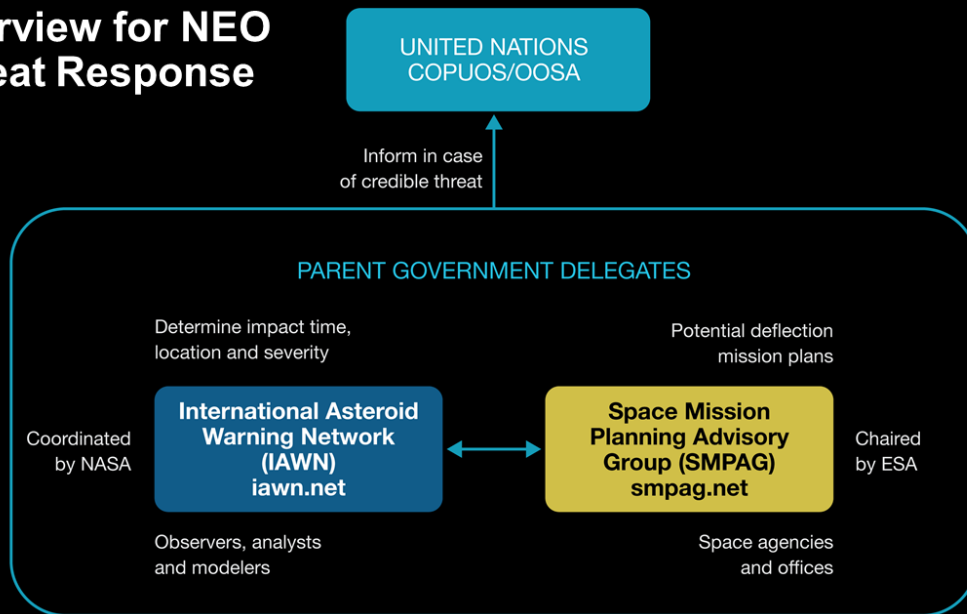 rview for NEO
eat Response
UNITED NATIONS
COPUOS/OOSA
Inform in case
of credible threat
PARENT GOVERNMENT DELEGATES
Determine impact time,
location and severity
Potential deflection
mission plans
Coordinated
by NASA
International Asteroid
Warning Network
(IAWN)
iawn.net
Space Mission
Planning Advisory
Group (SMPAG)
smpag.net
Chaired
by ESA
Observers, analysts
and modelers
Space agencies
and offices